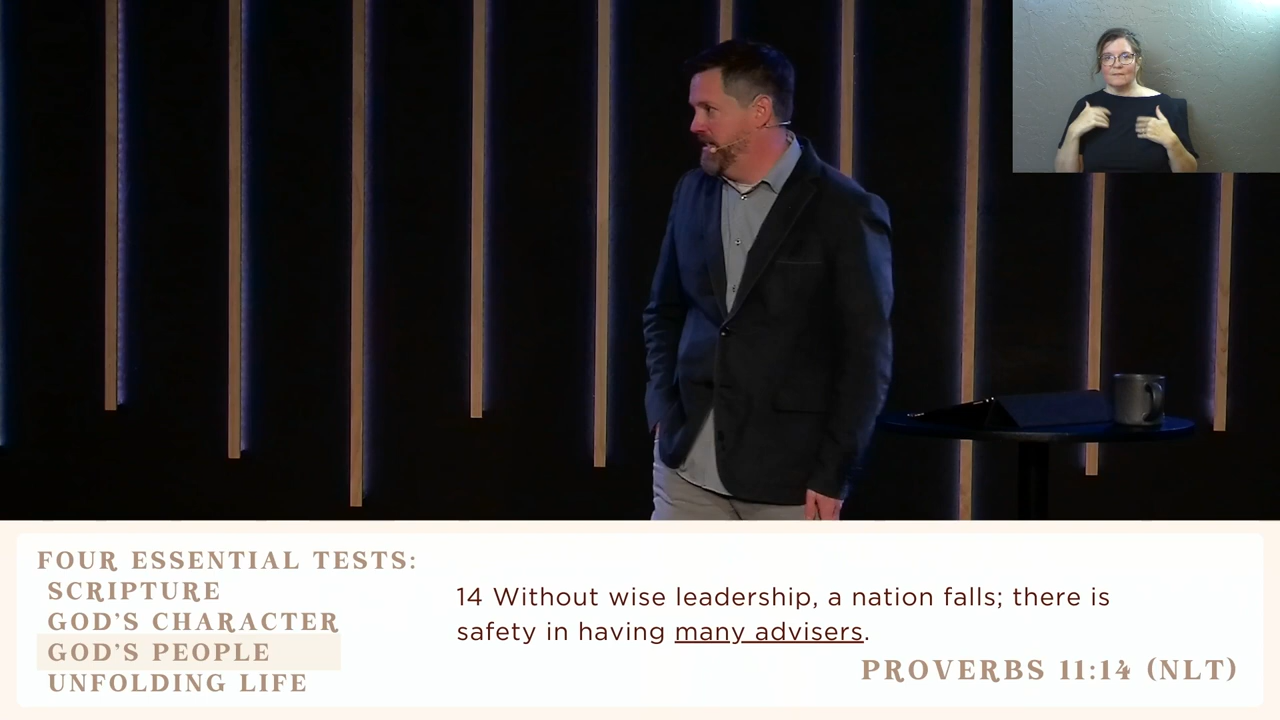 FOUR ESSENTIAL TESTS:
SCRIPTURE
GOD'S CHARACTER
GOD'S PEOPLE
UNFOLDING LIFE
14 Without wise leadership, a nation falls; there is
safety in having many advisers.
PROVERBS 11:14 (NLT)